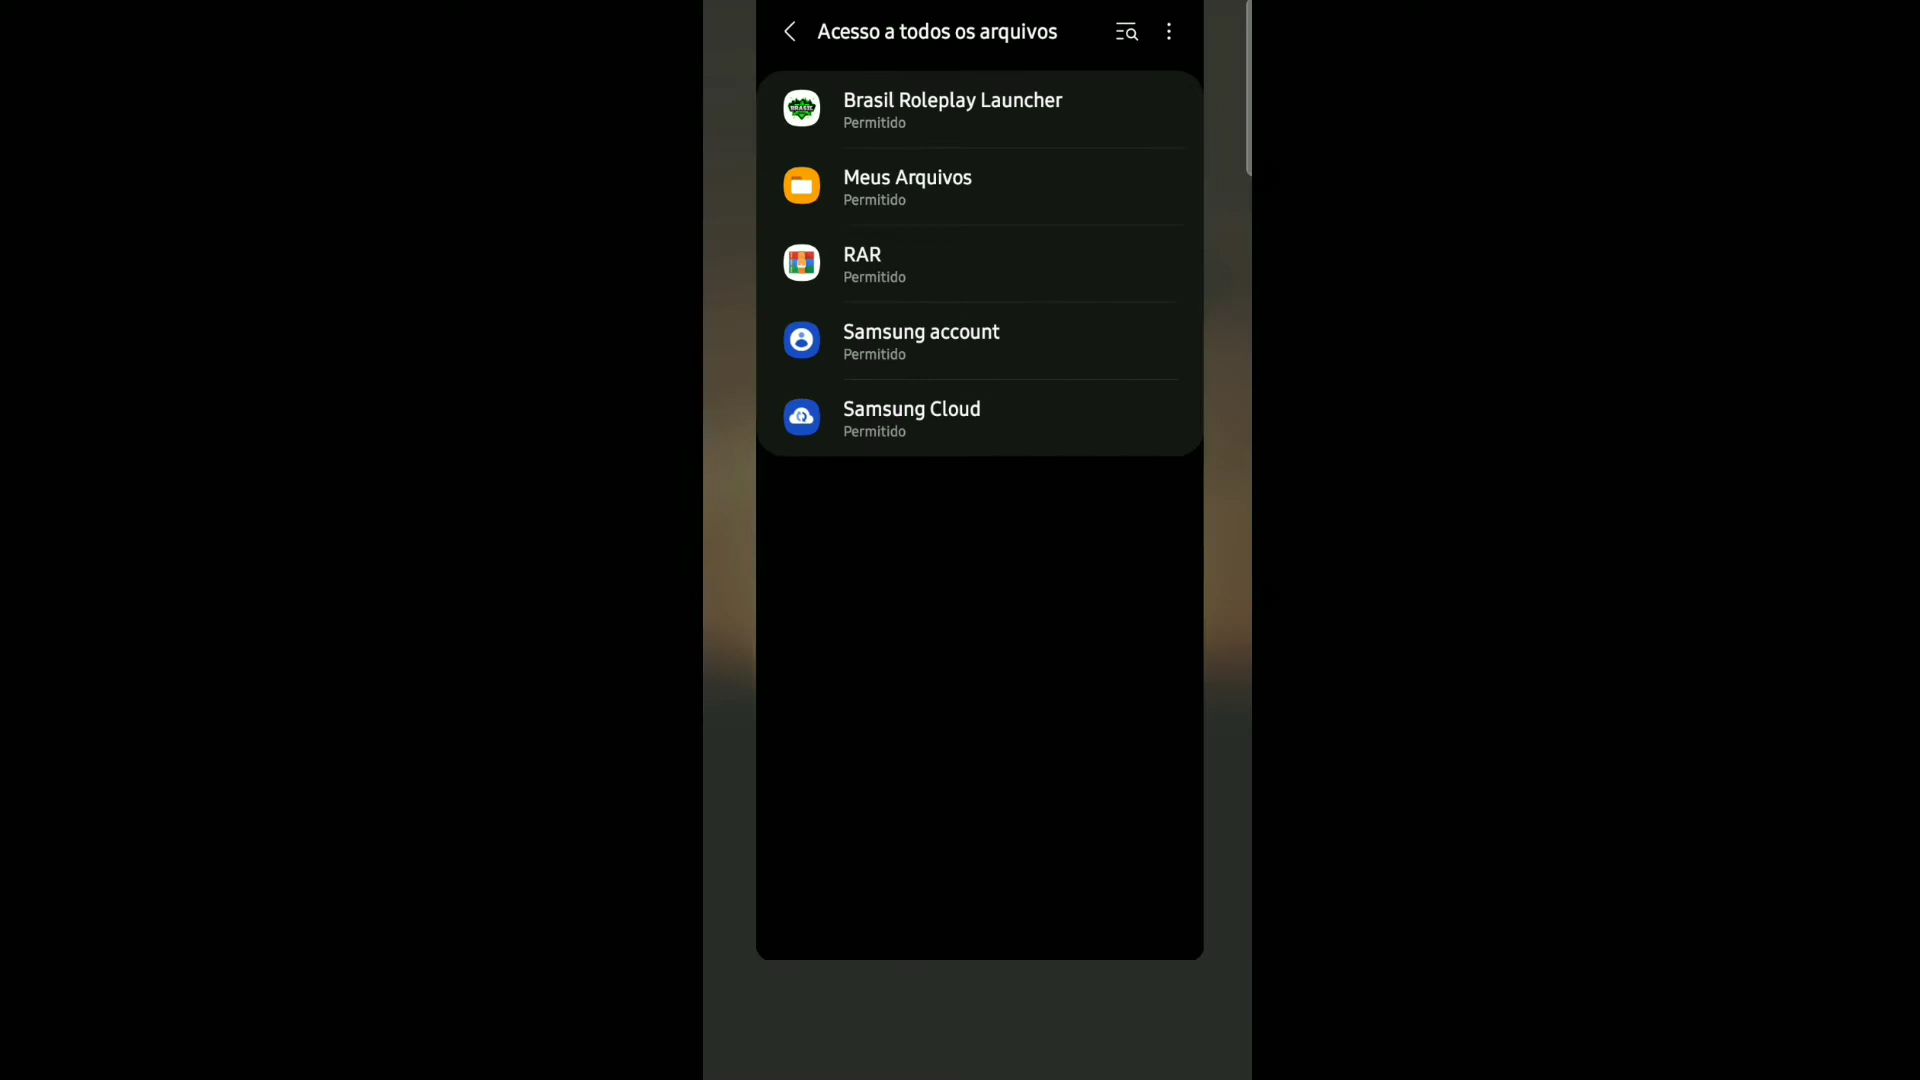 Acesso a todos os arquivos
Brasil Roleplay Launcher
Permitido
Meus Arquivos
Permitido
RAR
Permitido
Samsung account
Permitido
Samsung Cloud
Permitido